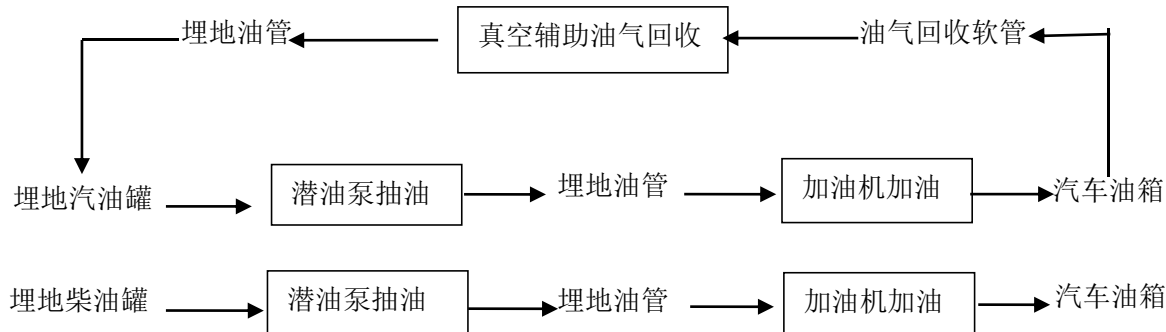 埋地油管 真空辅助油气回收 油气回收软管
埋地汽油罐 潜油泵抽油 埋地油管 加油机加油 汽车油箱
埋地柴油罐 潜油泵抽油 埋地油管 加油机加油 汽车油箱